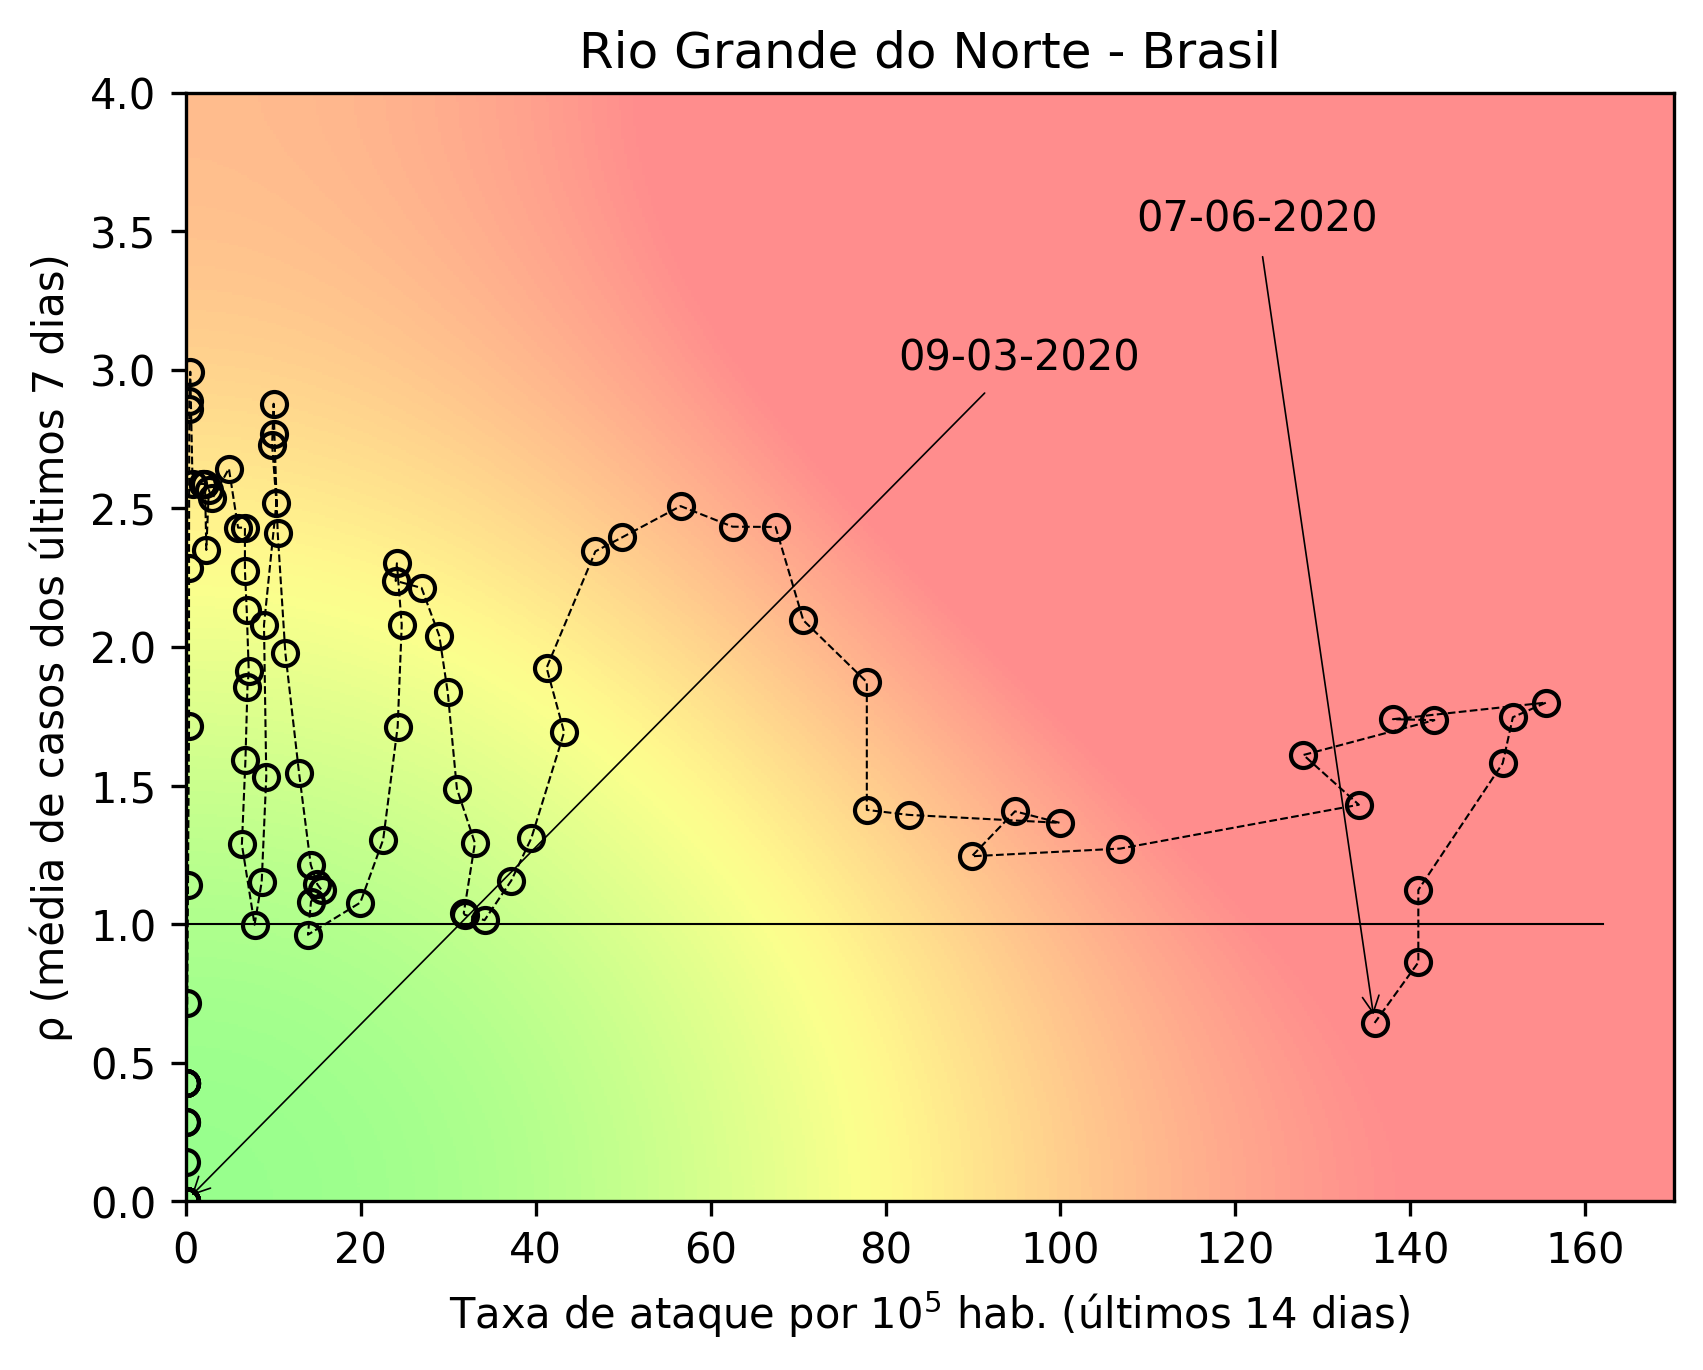 Rio Grande do Norte - Brasil
4.0
3.5
3.0
2.5
2.0
1.5
1.0
0.5
0.0
ρ (média de casos dos últimos 7 dias)
07-06-2020
09-03-2020
0 20 40 60 80 100 120 140 160
Taxa de ataque por 10⁵ hab. (últimos 14 dias)